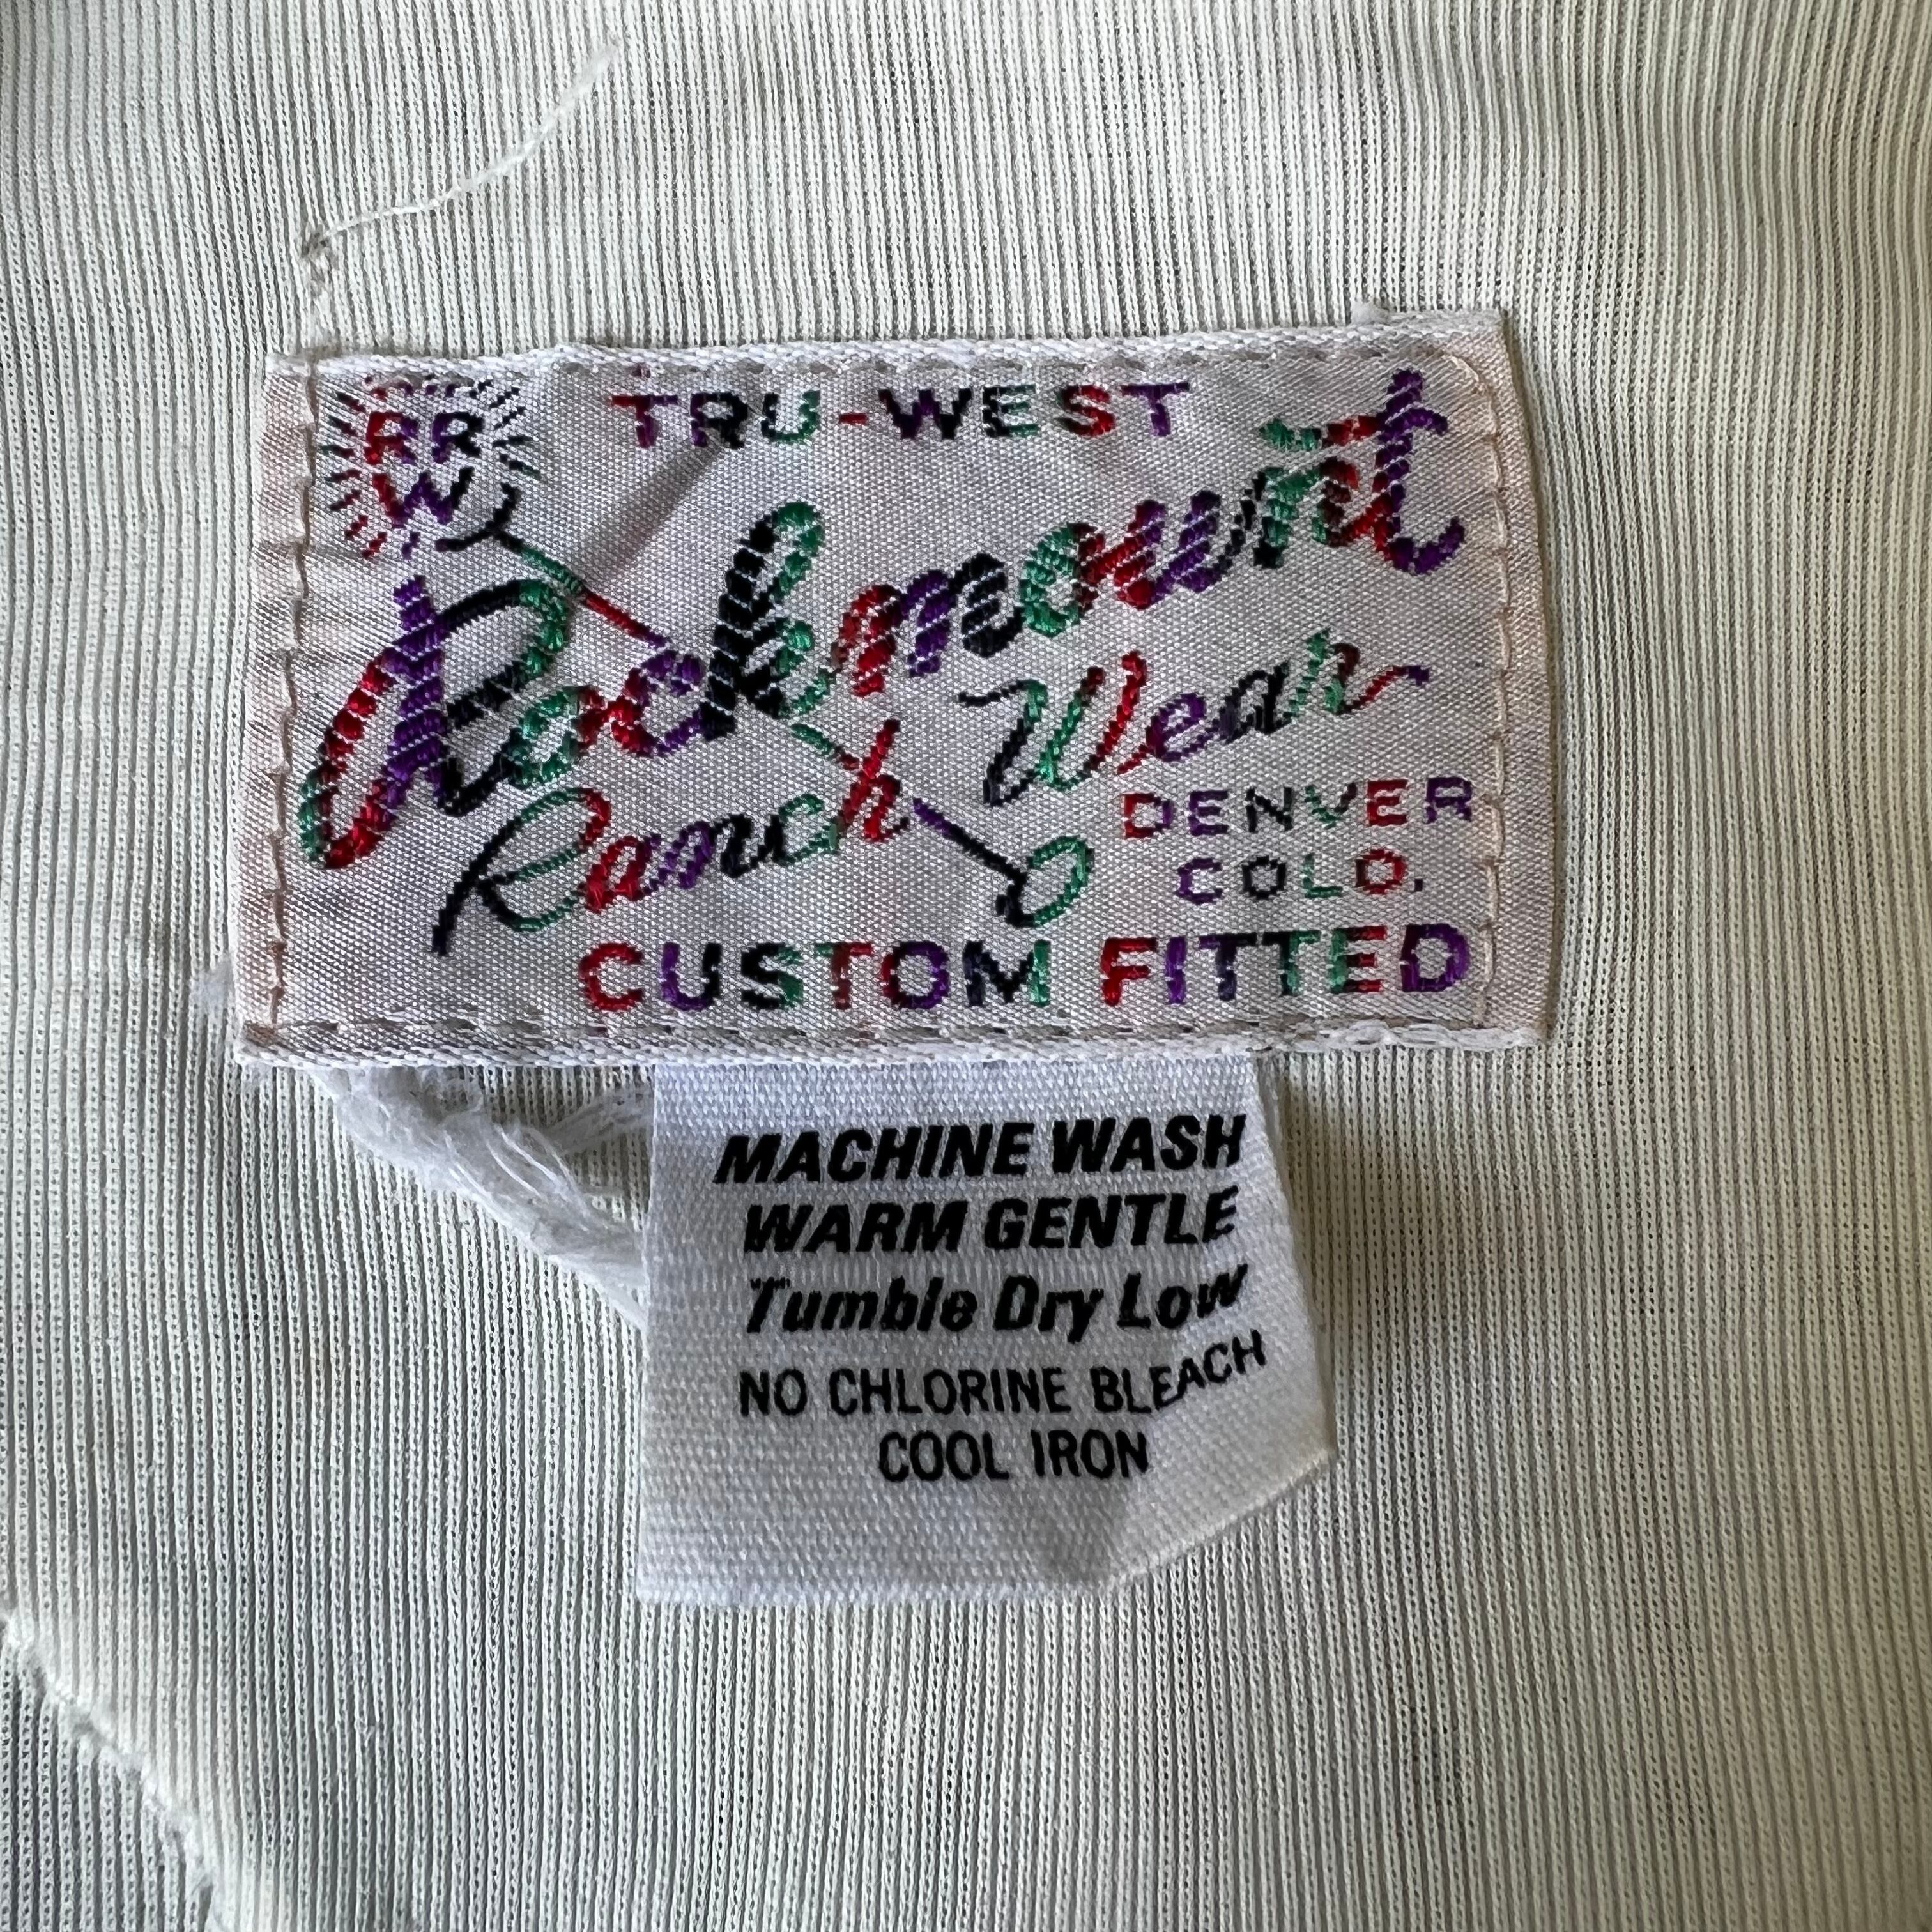 RR
W
TRU-WEST
Rockmount
Ranch Wear
DENVER
COLO.
CUSTOM FITTED
MACHINE WASH
WARM GENTLE
Tumble Dry Low
NO CHLORINE BLEACH
COOL IRON